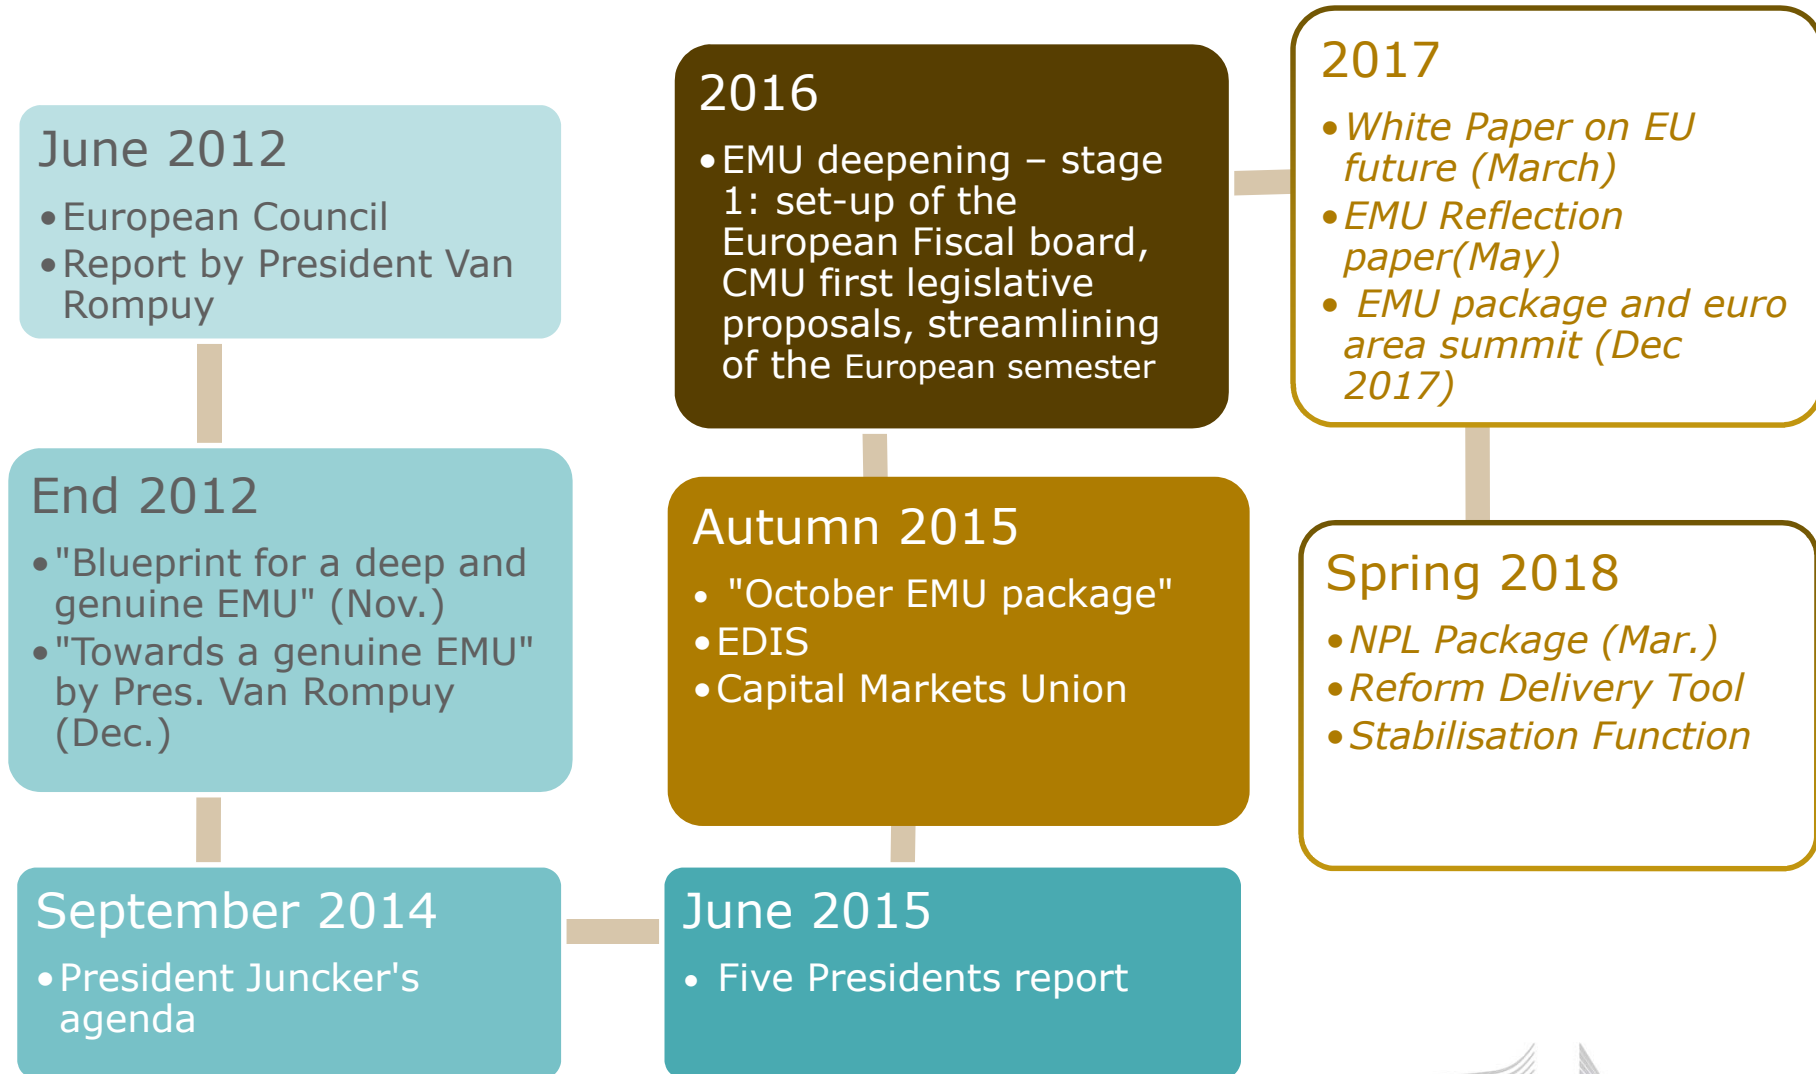 June 2012
•European Council
•Report by President Van
Rompuy
End 2012
•"Blueprint for a deep and
genuine EMU" (Nov.)
•"Towards a genuine EMU"
by Pres. Van Rompuy
(Dec.)
September 2014
•President Juncker's
agenda
June 2015
• Five Presidents report
Autumn 2015
• "October EMU package"
•EDIS
•Capital Markets Union
2016
•EMU deepening – stage
1: set-up of the
European Fiscal board,
CMU first legislative
proposals, streamlining
of the European semester
2017
•White Paper on EU
future (March)
•EMU Reflection
paper(May)
• EMU package and euro
area summit (Dec
2017)
Spring 2018
•NPL Package (Mar.)
•Reform Delivery Tool
•Stabilisation Function